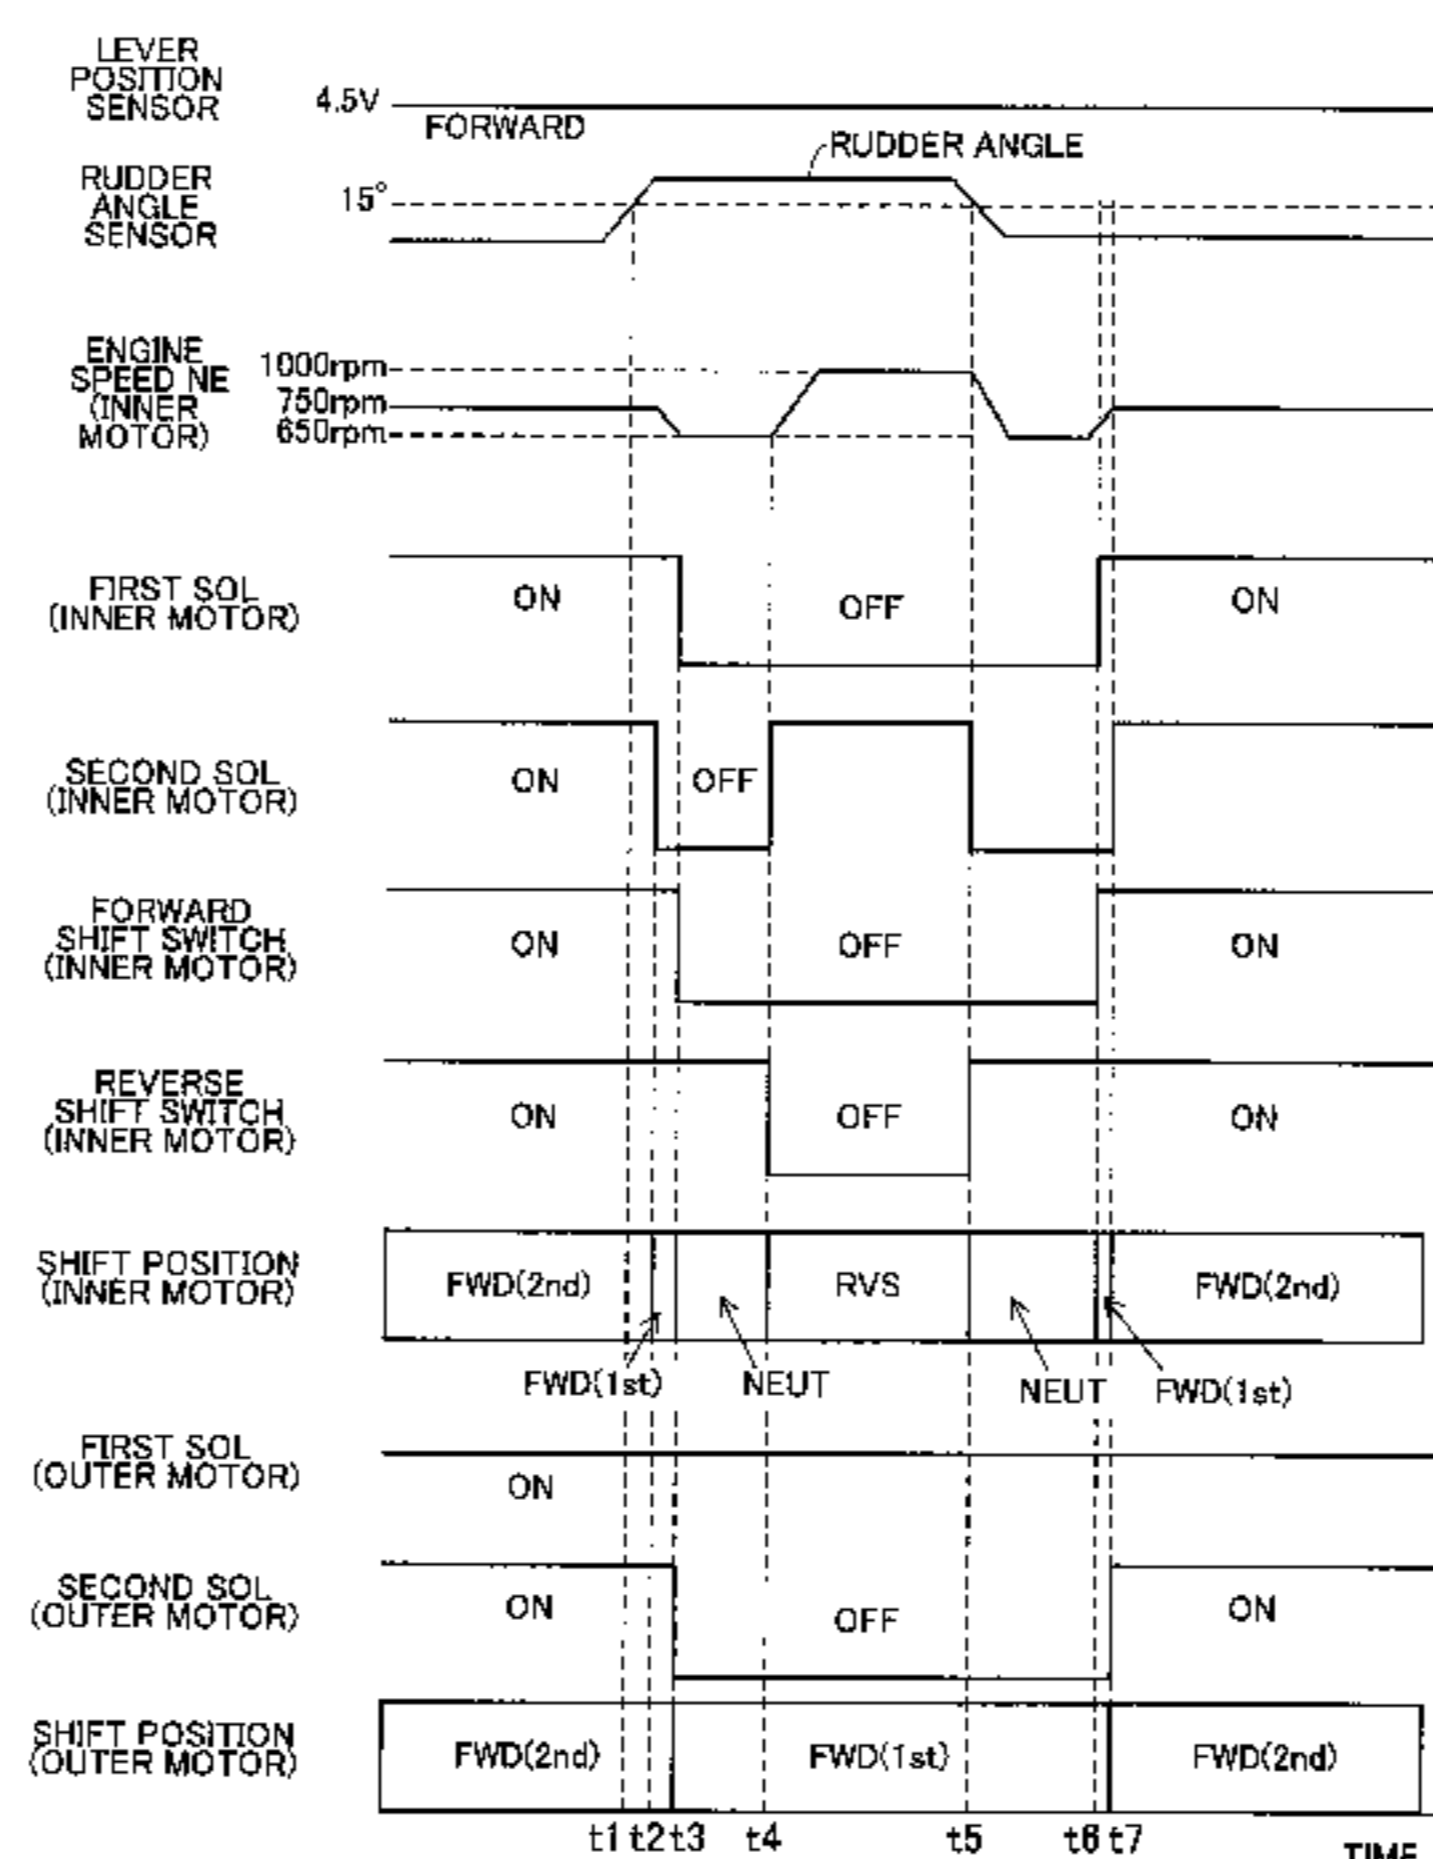 LEVER
POSITION
SENSOR
4.5V
FORWARD
RUDDER
ANGLE
SENSOR
15°
RUDDER ANGLE
ENGINE
SPEED NE
(INNER
MOTOR)
1000rpm
750rpm
650rpm
FIRST SOL
(INNER MOTOR)
ON
OFF
ON
SECOND SOL
(INNER MOTOR)
ON
OFF
FORWARD
SHIFT SWITCH
(INNER MOTOR)
ON
OFF
ON
REVERSE
SHIFT SWITCH
(INNER MOTOR)
ON
OFF
ON
SHIFT POSITION
(INNER MOTOR)
FWD(2nd)
RVS
FWD(2nd)
FWD(1st)
NEUT
NEUT
FWD(1st)
FIRST SOL
(OUTER MOTOR)
ON
SECOND SOL
(OUTER MOTOR)
ON
OFF
ON
SHIFT POSITION
(OUTER MOTOR)
FWD(2nd)
FWD(1st)
FWD(2nd)
t1 t2 t3 t4 t5 t6 t7
TIME